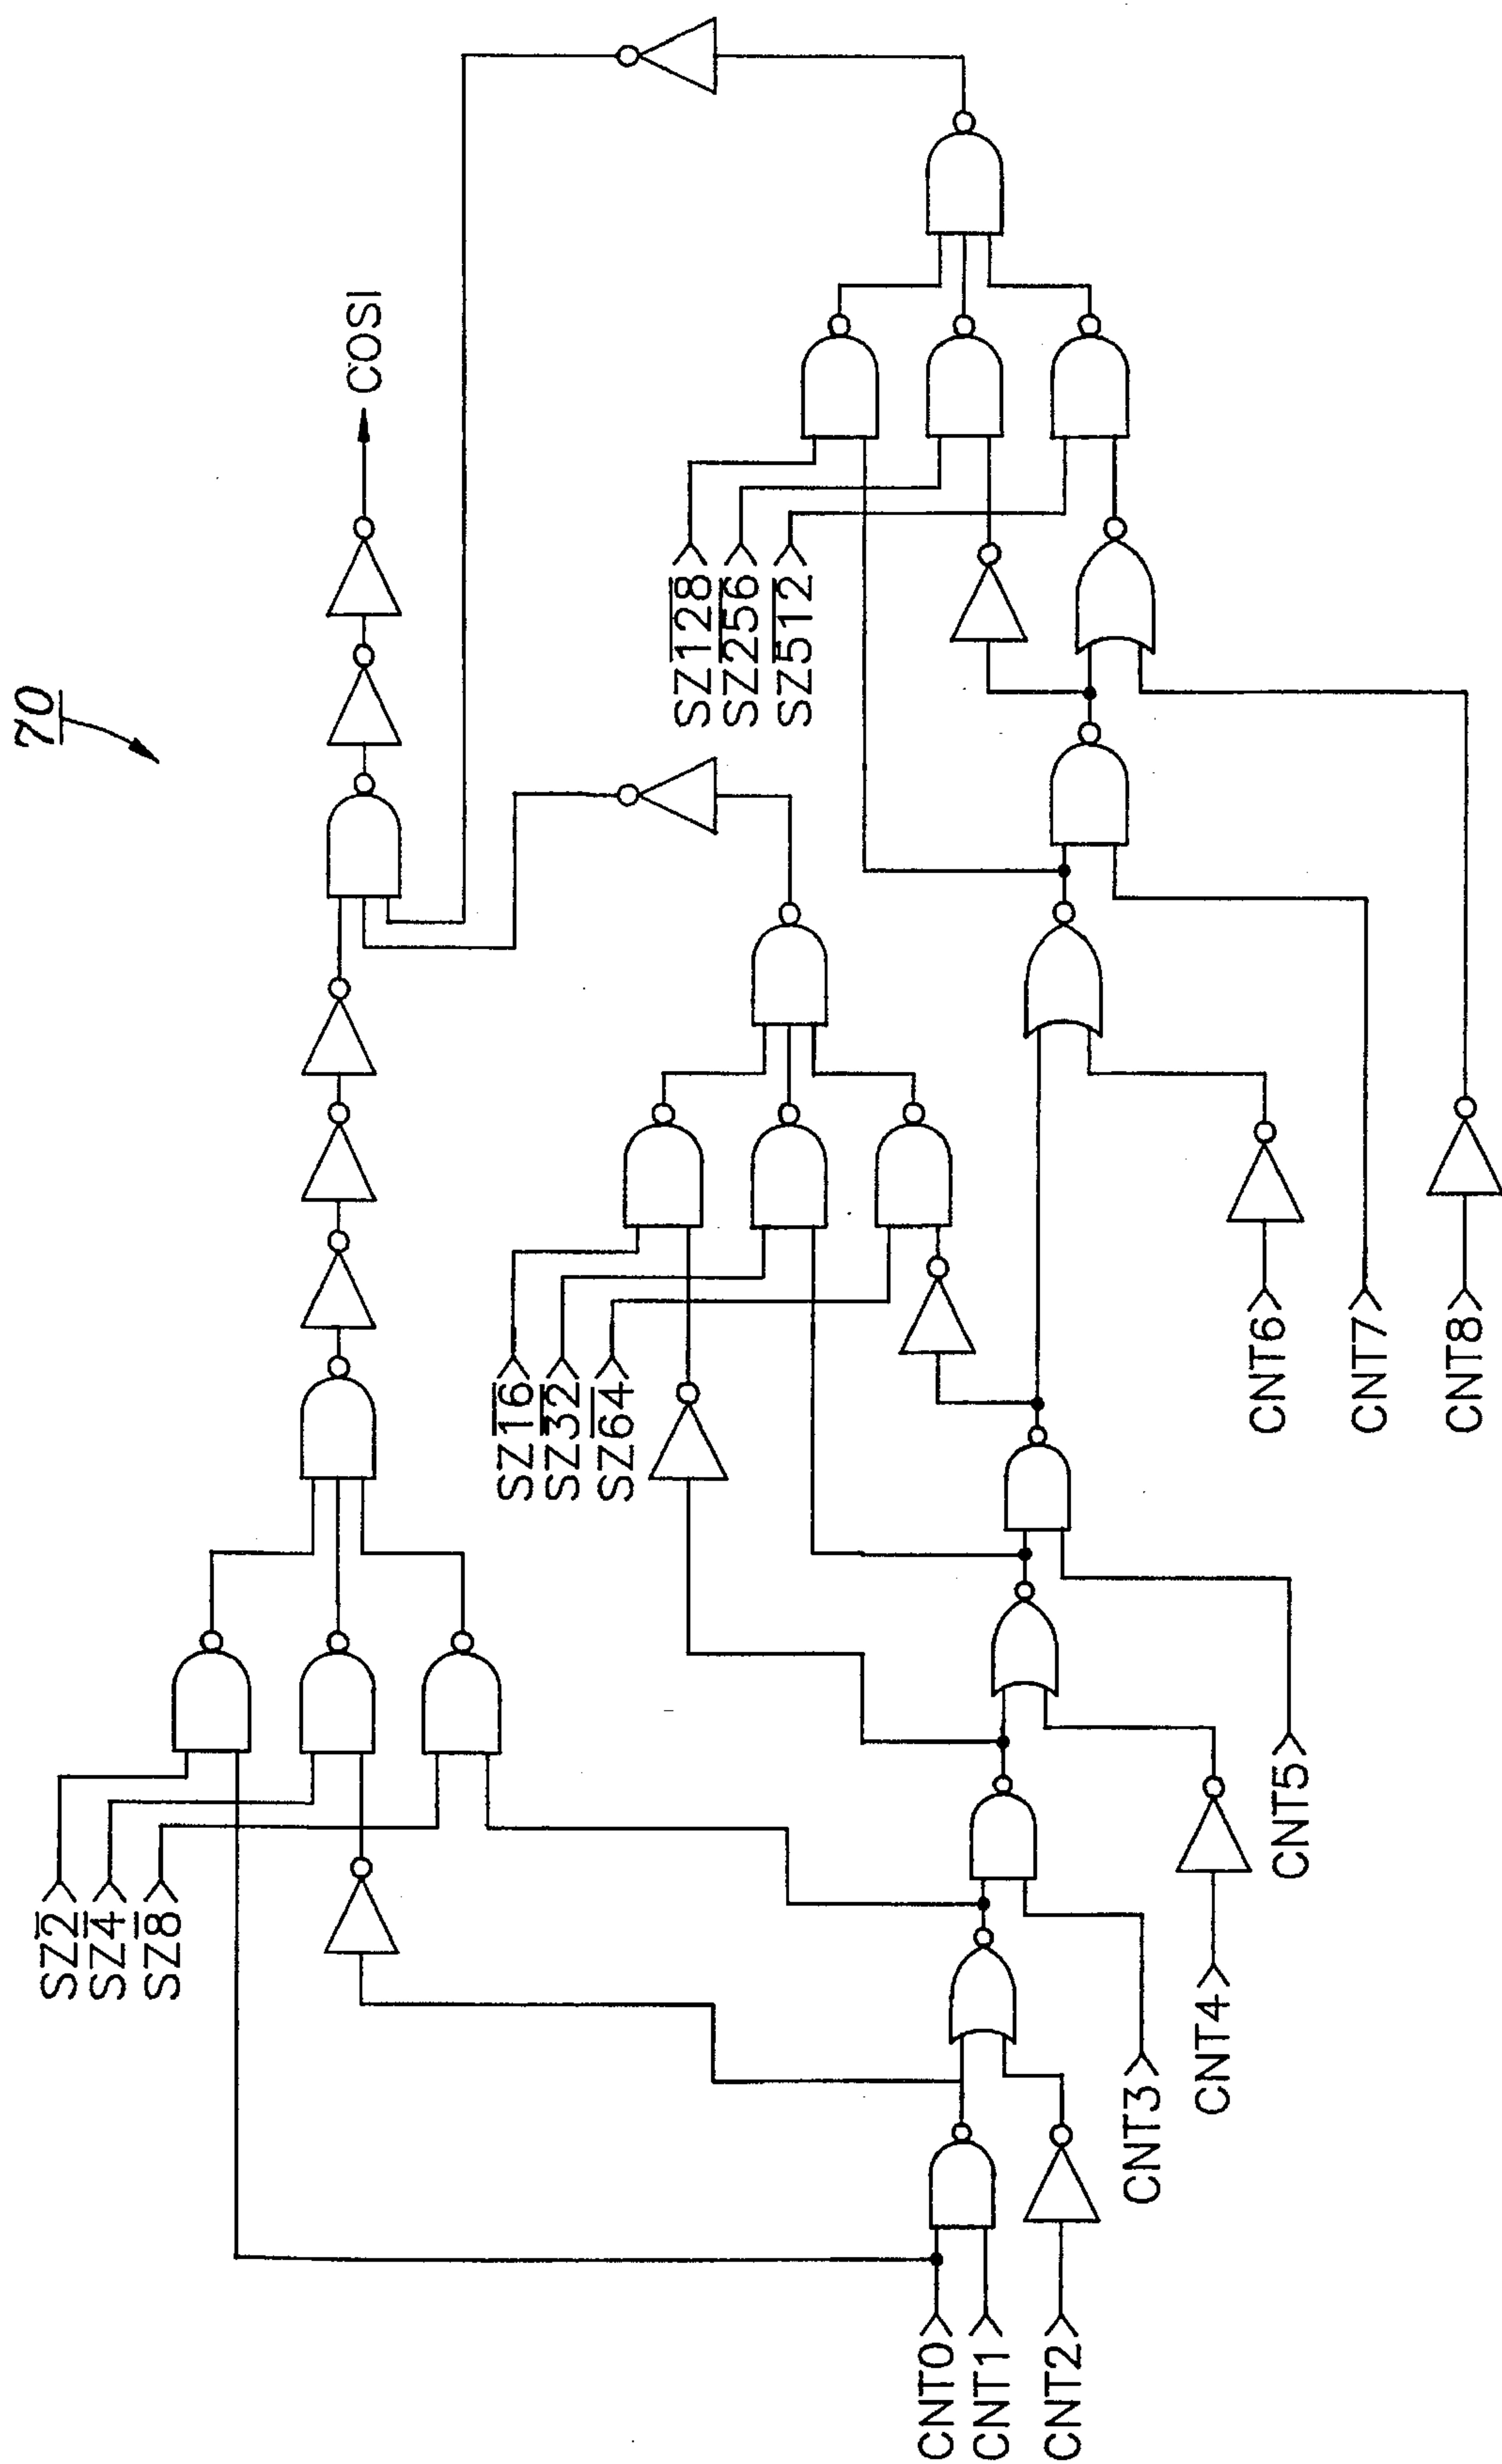 70
SZ2
SZ4
SZ8
COSI
SZ16
SZ32
SZ64
SZ128
SZ256
SZ512
CNT0
CNT1
CNT2
CNT3
CNT4
CNT5
CNT6
CNT7
CNT8